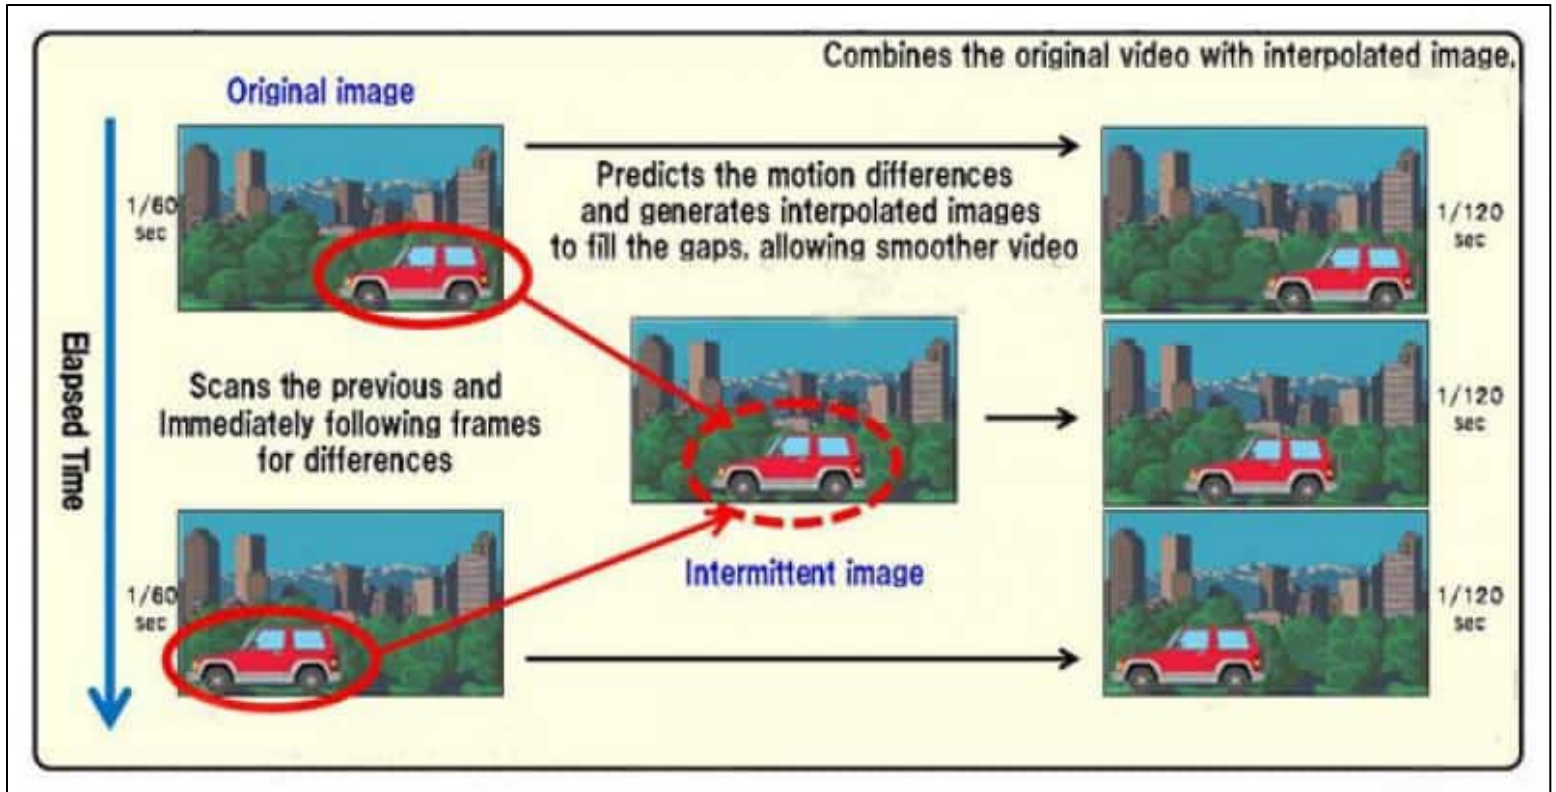 Combines the original video with interpolated image.
Original image
1/60
sec
Predicts the motion differences
and generates interpolated images
to fill the gaps, allowing smoother video
1/120
sec
Elapsed Time
Scans the previous and
Immediately following frames
for differences
1/120
sec
Intermittent image
1/60
sec
1/120
sec